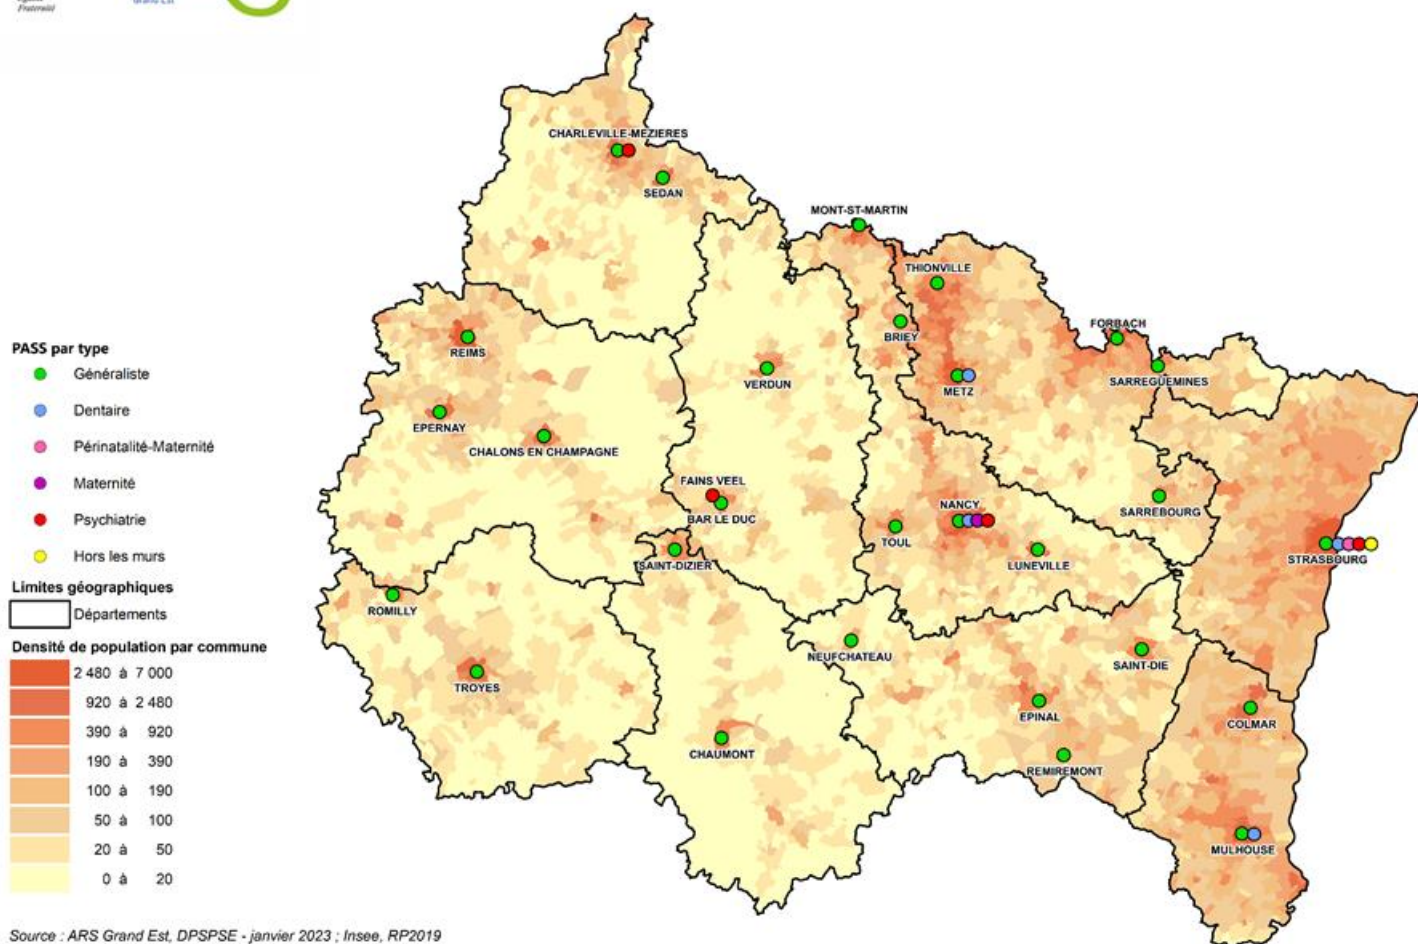 Fraternité
Grand Est
CHARLEVILLE-MEZIERES
SEDAN
MONT-ST-MARTIN
THIONVILLE
FORBACH
BRIEY
REIMS
VERDUN
METZ
SARREGUEMINES
EPERNAY
CHALONS EN CHAMPAGNE
FAINS VEEL
BAR LE DUC
NANCY
SARREBOURG
TOUL
LUNEVILLE
STRASBOURG
SAINT-DIZIER
ROMILLY
NEUFCHATEAU
SAINT-DIE
TROYES
EPINAL
COLMAR
CHAUMONT
REMIREMONT
MULHOUSE
PASS par type
Généraliste
Dentaire
Périnatalité-Maternité
Maternité
Psychiatrie
Hors les murs
Limites géographiques
Départements
Densité de population par commune
2 480 à 7 000
920 à 2 480
390 à 920
190 à 390
100 à 190
50 à 100
20 à 50
0 à 20
Source : ARS Grand Est, DPSPSE - janvier 2023 ; Insee, RP2019